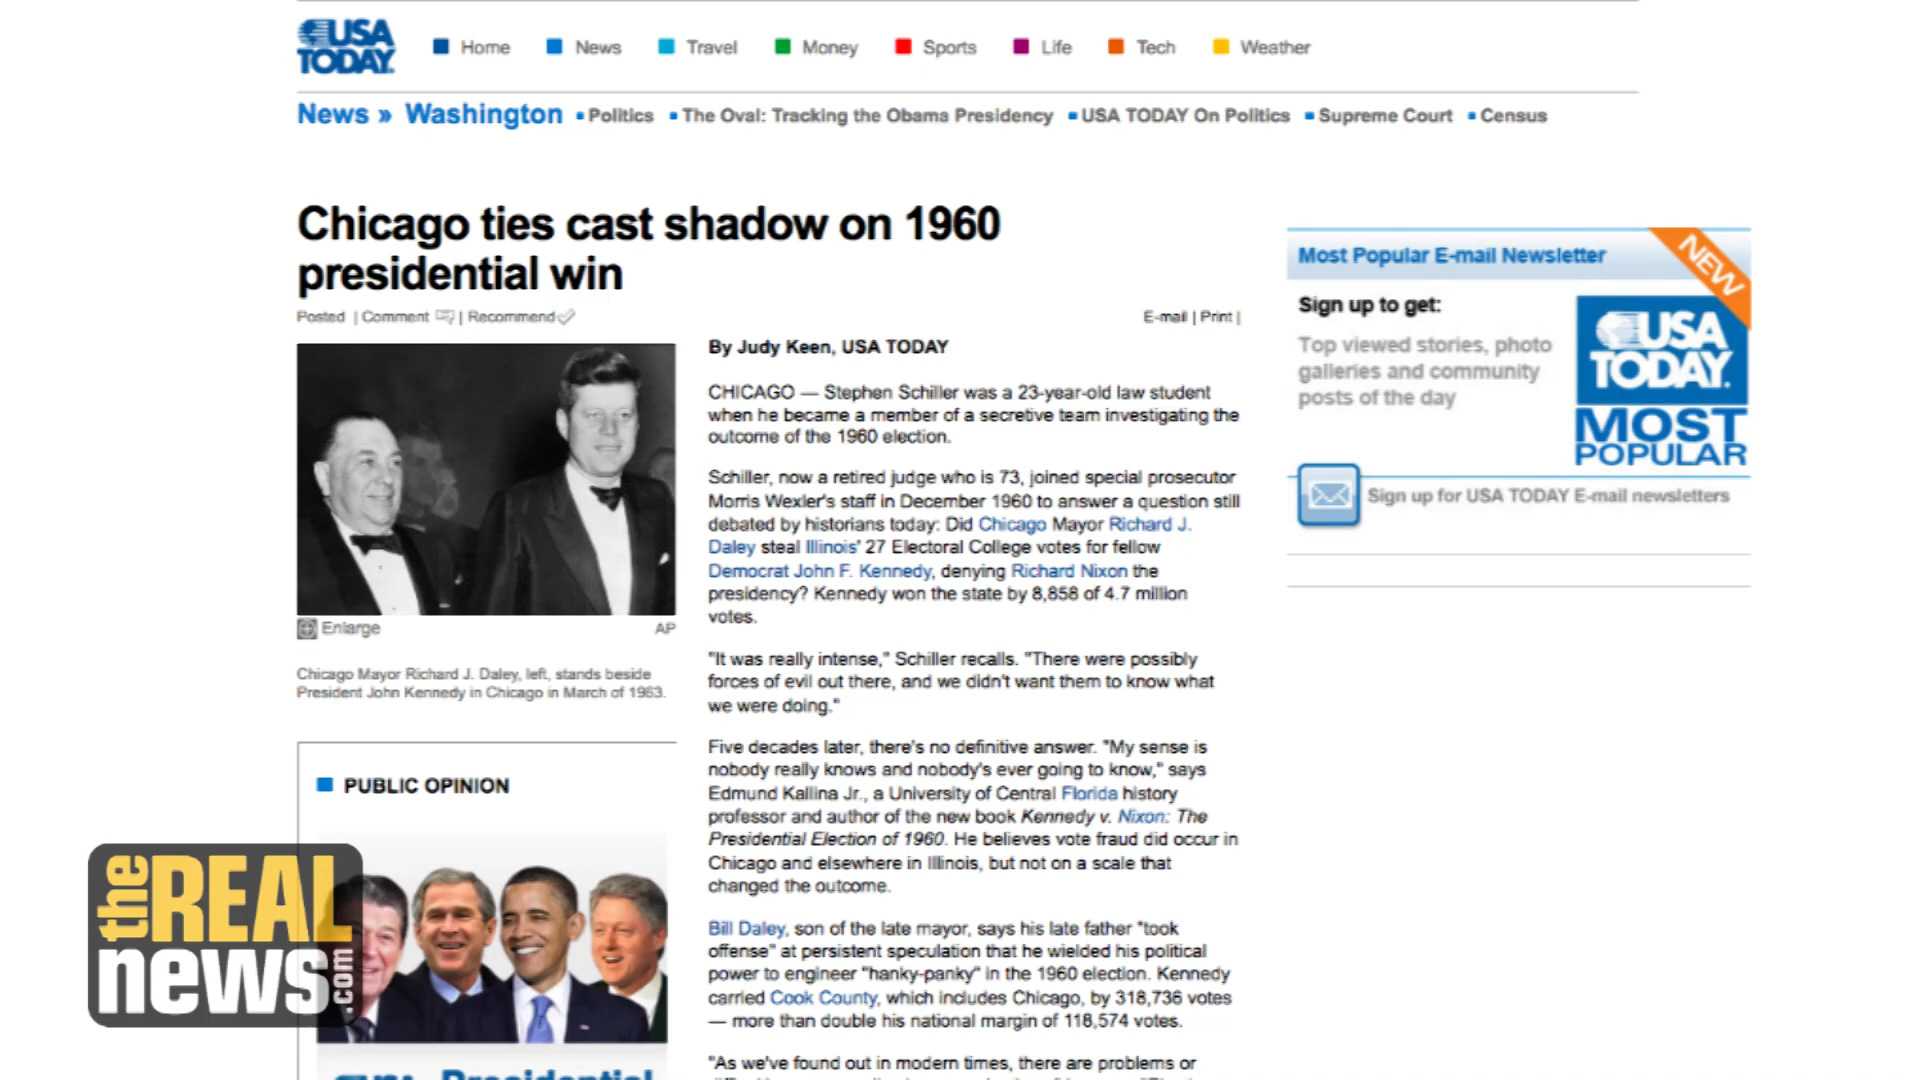 USA
TODAY
Home News Travel Money Sports Life Tech Weather
News » Washington Politics The Oval: Tracking the Obama Presidency USA TODAY On Politics Supreme Court Census
Chicago ties cast shadow on 1960
presidential win
Posted | Comment | Recommend
E-mail | Print |
Enlarge AP
Chicago Mayor Richard J. Daley, left, stands beside
President John Kennedy in Chicago in March of 1963.
PUBLIC OPINION
By Judy Keen, USA TODAY
CHICAGO — Stephen Schiller was a 23-year-old law student
when he became a member of a secretive team investigating the
outcome of the 1960 election.
Schiller, now a retired judge who is 73, joined special prosecutor
Morris Wexler's staff in December 1960 to answer a question still
debated by historians today: Did Chicago Mayor Richard J.
Daley steal Illinois' 27 Electoral College votes for fellow
Democrat John F. Kennedy, denying Richard Nixon the
presidency? Kennedy won the state by 8,858 of 4.7 million
votes.
"It was really intense," Schiller recalls. "There were possibly
forces of evil out there, and we didn't want them to know what
we were doing."
Five decades later, there's no definitive answer. "My sense is
nobody really knows and nobody's ever going to know," says
Edmund Kallina Jr., a University of Central Florida history
professor and author of the new book Kennedy v. Nixon: The
Presidential Election of 1960. He believes vote fraud did occur in
Chicago and elsewhere in Illinois, but not on a scale that
changed the outcome.
Bill Daley, son of the late mayor, says his late father "took
offense" at persistent speculation that he wielded his political
power to engineer "hanky-panky" in the 1960 election. Kennedy
carried Cook County, which includes Chicago, by 318,736 votes
— more than double his national margin of 118,574 votes.
"As we've found out in modern times, there are problems or
Most Popular E-mail Newsletter
NEW
Sign up to get:
Top viewed stories, photo
galleries and community
posts of the day
USA
TODAY
MOST
POPULAR
Sign up for USA TODAY E-mail newsletters
the REAL
news.com
USA Presidential